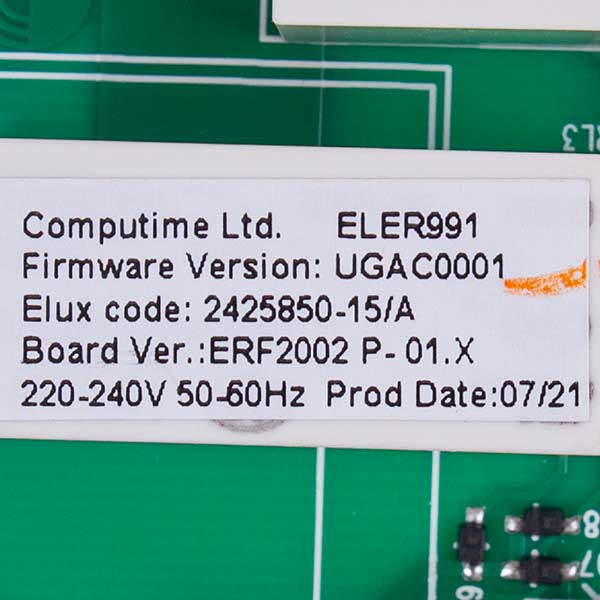 RL3
Computime Ltd. ELER991
Firmware Version: UGAC0001
Elux code: 2425850-15/A
Board Ver.:ERF2002 P- 01.X
220-240V 50-60Hz Prod Date:07/21